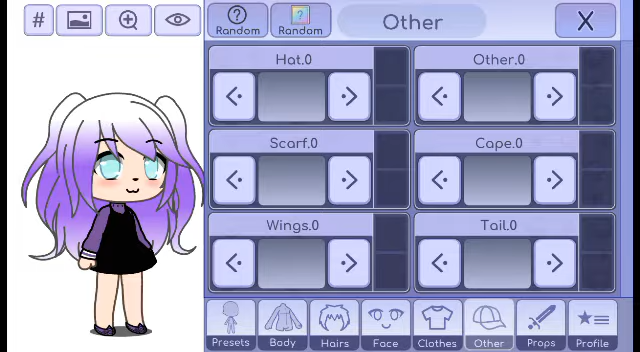 #
?
Random
?
Random
Other
X
Hat.0
Other.0
Scarf.0
Cape.0
Wings.0
Tail.0
Presets
Body
Hairs
Face
Clothes
Other
Props
Profile